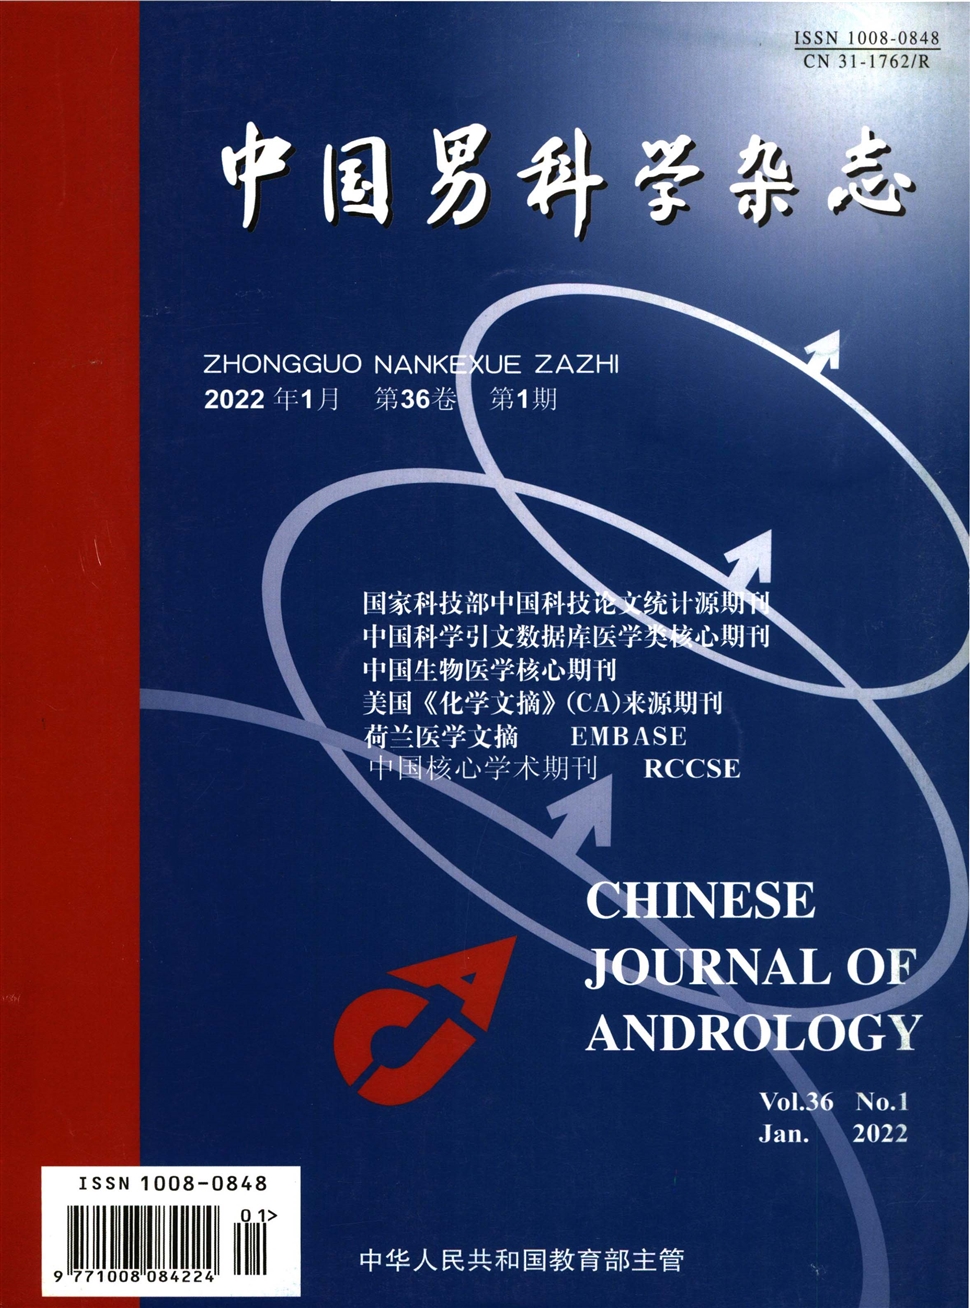 ISSN 1008-0848
CN 31-1762/R
中国男科学杂志
ZHONGGUO NANKEXUE ZAZHI
2022 年1月 第36卷 第1期
国家科技部中国科技论文统计源期刊
中国科学引文数据库医学类核心期刊
中国生物医学核心期刊
美国《化学文摘》(CA)来源期刊
荷兰医学文摘 EMBASE
中国核心学术期刊 RCCSE
CHINESE
JOURNAL OF
ANDROLOGY
Vol.36 No.1
Jan. 2022
CJA
ISSN 1008-0848
01>
9 771008 084224
中华人民共和国教育部主管